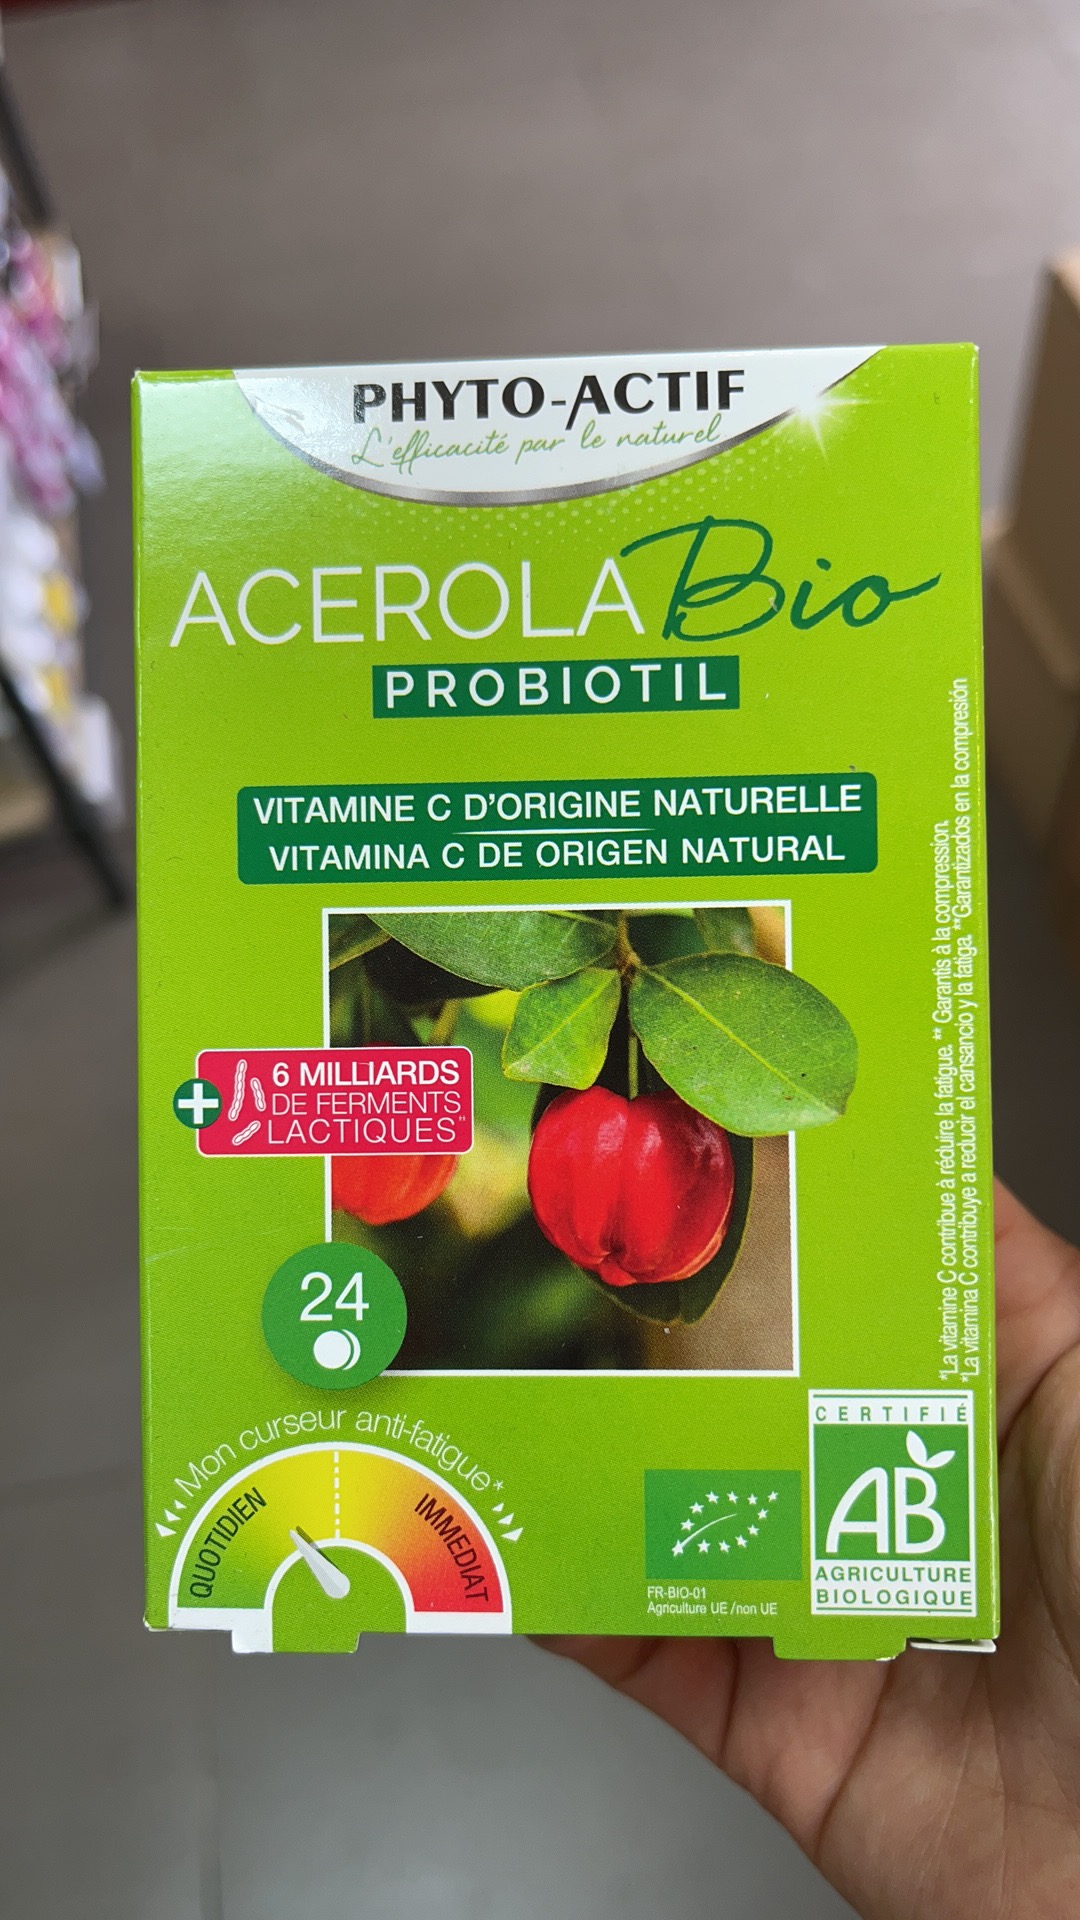 PHYTO-ACTIF
L'efficacité par le naturel
ACEROLA Bio
PROBIOTIL
VITAMINE C D'ORIGINE NATURELLE
VITAMINA C DE ORIGEN NATURAL
+
6 MILLIARDS
DE FERMENTS
LACTIQUES**
24
Mon curseur anti-fatigue*
QUOTIDIEN
IMMEDIAT
*La vitamine C contribue à réduire la fatigue. ** Garantis à la compression.
*La vitamina C contribuye a reducir el cansancio y la fatiga. **Garantizados en la compresión
FR-BIO-01
Agriculture UE /non UE
CERTIFIÉ
AB
AGRICULTURE
BIOLOGIQUE